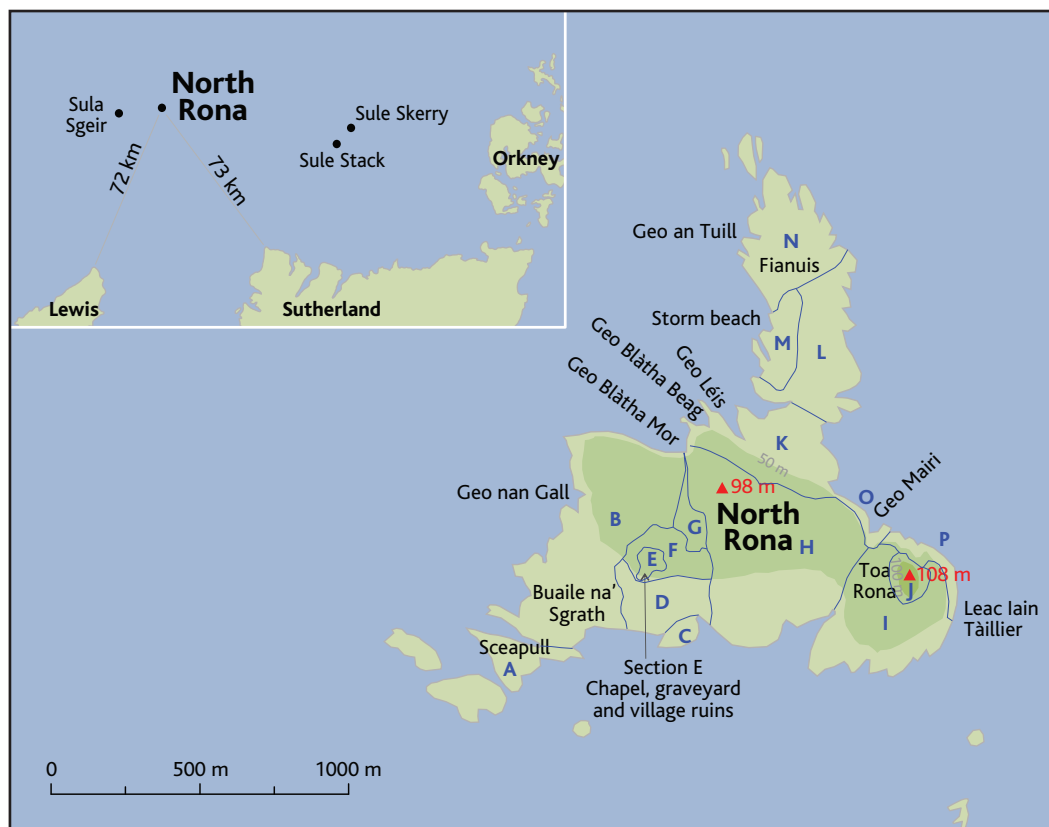 North
Rona
Sula
Sgeir
Sule Skerry
Sule Stack
Orkney
72 km
73 km
Lewis
Sutherland
Geo an Tuill
N
Fianuis
Storm beach
M
L
Geo Blàtha Mor
Geo Blàtha Beag
Geo Léis
K
50 m
98 m
Geo nan Gall
B
G
North
Rona
O
Geo Mairi
P
E
F
H
Toa
Rona
100 m
108 m
J
Buaile na’
Sgrath
D
I
Leac Iain
Tàillier
C
Sceapull
A
Section E
Chapel, graveyard
and village ruins
0
500 m
1000 m